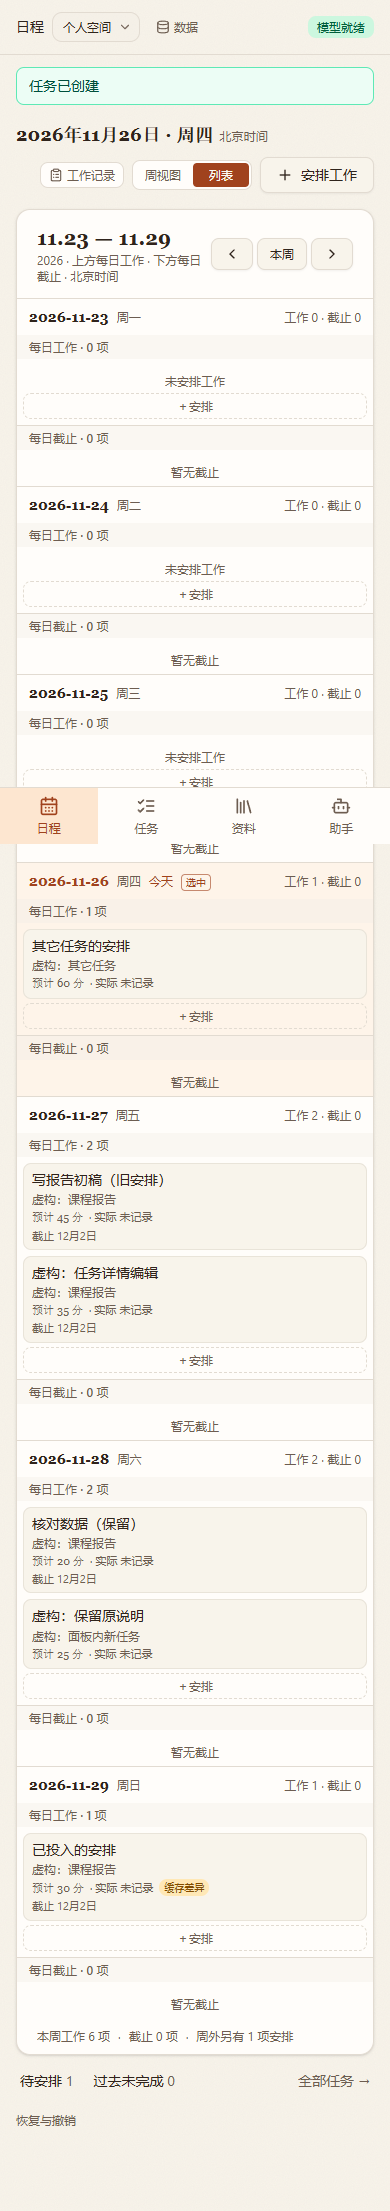 日程 个人空间 数据 模型就绪
任务已创建
2026年11月26日 · 周四 北京时间
工作记录 周视图 列表 + 安排工作
11.23 — 11.29
2026 · 上方每日工作 · 下方每日
截止 · 北京时间
本周
2026-11-23 周一 工作 0 · 截止 0
每日工作 · 0 项
未安排工作
+ 安排
每日截止 · 0 项
暂无截止
2026-11-24 周二 工作 0 · 截止 0
每日工作 · 0 项
未安排工作
+ 安排
每日截止 · 0 项
暂无截止
2026-11-25 周三 工作 0 · 截止 0
每日工作 · 0 项
未安排工作
+ 安排
日程 任务 资料 助手
暂无截止
2026-11-26 周四 今天 选中 工作 1 · 截止 0
每日工作 · 1 项
其它任务的安排
虚构：其它任务
预计 60 分 · 实际 未记录
+ 安排
每日截止 · 0 项
暂无截止
2026-11-27 周五 工作 2 · 截止 0
每日工作 · 2 项
写报告初稿（旧安排）
虚构：课程报告
预计 45 分 · 实际 未记录
截止 12月2日
虚构：任务详情编辑
虚构：课程报告
预计 35 分 · 实际 未记录
截止 12月2日
+ 安排
每日截止 · 0 项
暂无截止
2026-11-28 周六 工作 2 · 截止 0
每日工作 · 2 项
核对数据（保留）
虚构：课程报告
预计 20 分 · 实际 未记录
截止 12月2日
虚构：保留原说明
虚构：面板内新任务
预计 25 分 · 实际 未记录
+ 安排
每日截止 · 0 项
暂无截止
2026-11-29 周日 工作 1 · 截止 0
每日工作 · 1 项
已投入的安排
虚构：课程报告
预计 30 分 · 实际 未记录 缓存差异
截止 12月2日
+ 安排
每日截止 · 0 项
暂无截止
本周工作 6 项 · 截止 0 项 · 周外另有 1 项安排
待安排 1 过去未完成 0 全部任务 →
恢复与撤销